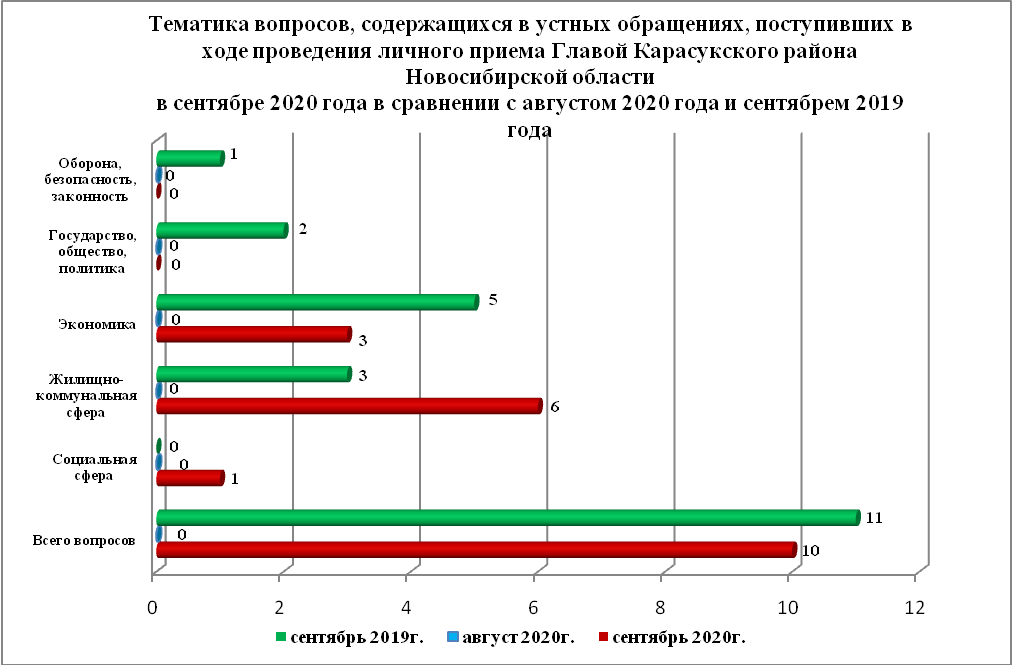 Тематика вопросов, содержащихся в устных обращениях, поступивших в
ходе проведения личного приема Главой Карасукского района
Новосибирской области
в сентябре 2020 года в сравнении с августом 2020 года и сентябрем 2019
года
Оборона,
безопасность,
законность
1
0
0
Государство,
общество,
политика
2
0
0
Экономика
5
0
3
Жилищно-
коммунальная
сфера
3
0
6
Социальная
сфера
0
0
1
Всего вопросов
11
0
10
0 2 4 6 8 10 12
сентябрь 2019г. август 2020г. сентябрь 2020г.